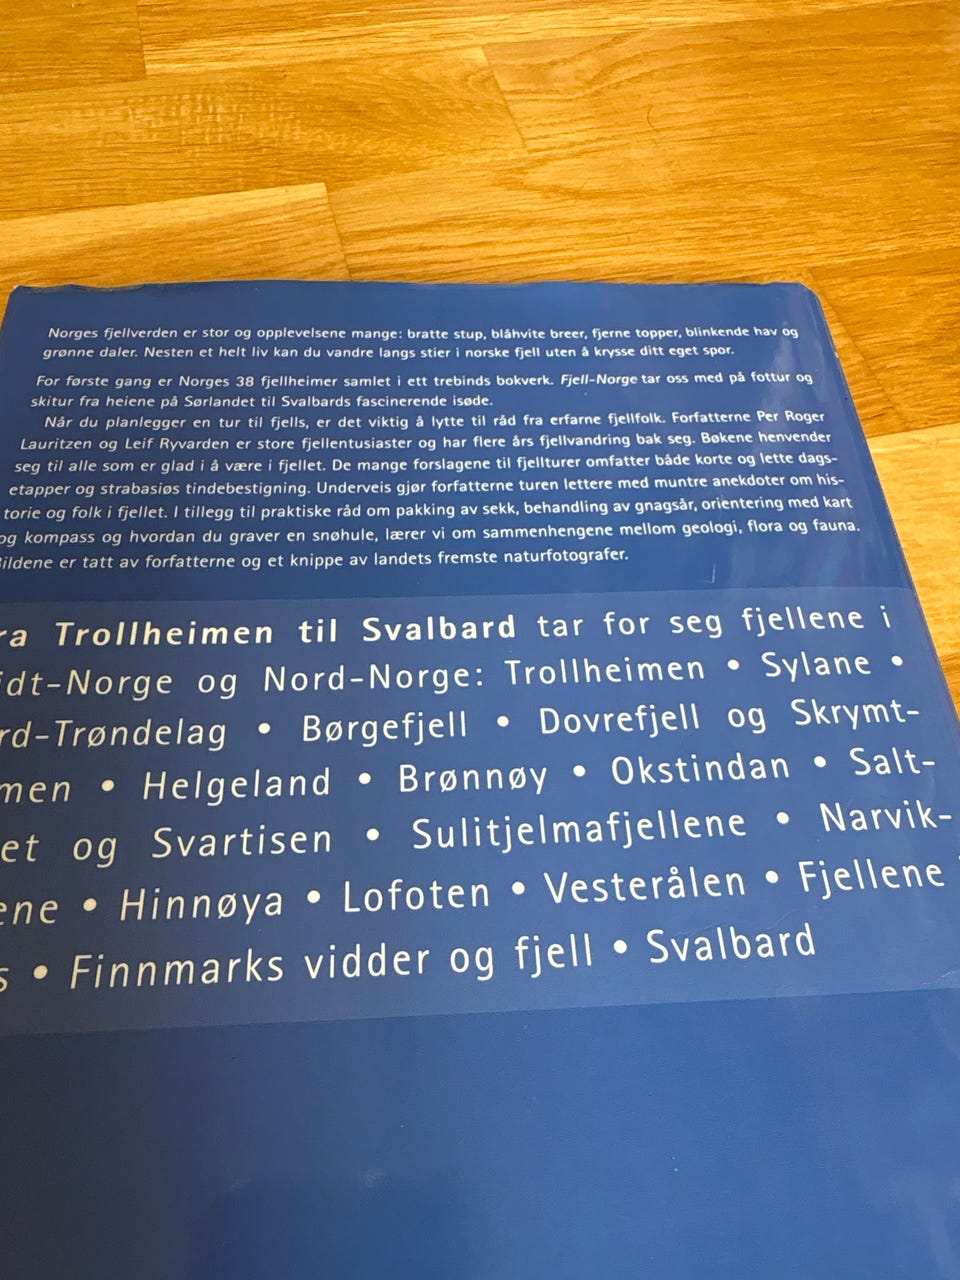 Norges fjellverden er stor og opplevelsene mange: bratte stup, blåhvite breer, fjerne topper, blinkende hav og
grønne daler. Nesten et helt liv kan du vandre langs stier i norske fjell uten å krysse ditt eget spor.
For første gang er Norges 38 fjellheimer samlet i ett trebinds bokverk. Fjell-Norge tar oss med på fottur og
skitur fra heiene på Sørlandet til Svalbards fascinerende isøde.
Når du planlegger en tur til fjells, er det viktig å lytte til råd fra erfarne fjellfolk. Forfatterne Per Roger
Lauritzen og Leif Ryvarden er store fjellentusiaster og har flere års fjellvandring bak seg. Bøkene henvender
seg til alle som er glad i å være i fjellet. De mange forslagene til fjellturer omfatter både korte og lette dags-
etapper og strabasiøs tindebestigning. Underveis gjør forfatterne turen lettere med muntre anekdoter om his-
torie og folk i fjellet. I tillegg til praktiske råd om pakking av sekk, behandling av gnagsår, orientering med kart
og kompass og hvordan du graver en snøhule, lærer vi om sammenhengene mellom geologi, flora og fauna.
ildene er tatt av forfatterne og et knippe av landets fremste naturfotografer.
ra Trollheimen til Svalbard tar for seg fjellene i
idt-Norge og Nord-Norge: Trollheimen • Sylane •
rd-Trøndelag • Børgefjell • Dovrefjell og Skrymt-
men • Helgeland • Brønnøy • Okstindan • Salt-
et og Svartisen • Sulitjelmafjellene • Narvik-
ene • Hinnøya • Lofoten • Vesterålen • Fjellene
s • Finnmarks vidder og fjell • Svalbard